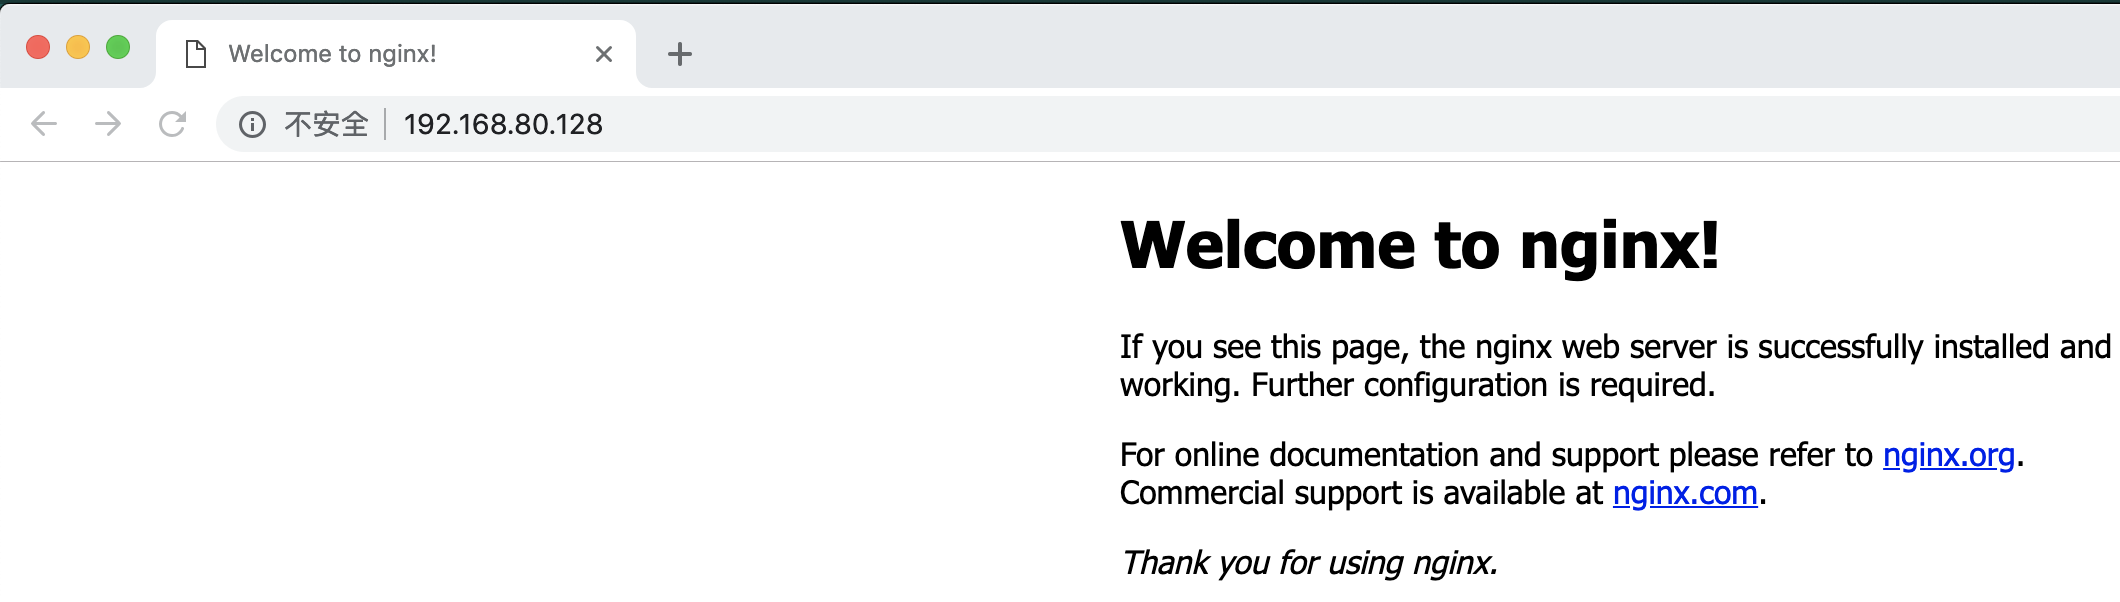 Welcome to nginx!
不安全 192.168.80.128
Welcome to nginx!
If you see this page, the nginx web server is successfully installed and
working. Further configuration is required.
For online documentation and support please refer to nginx.org.
Commercial support is available at nginx.com.
Thank you for using nginx.